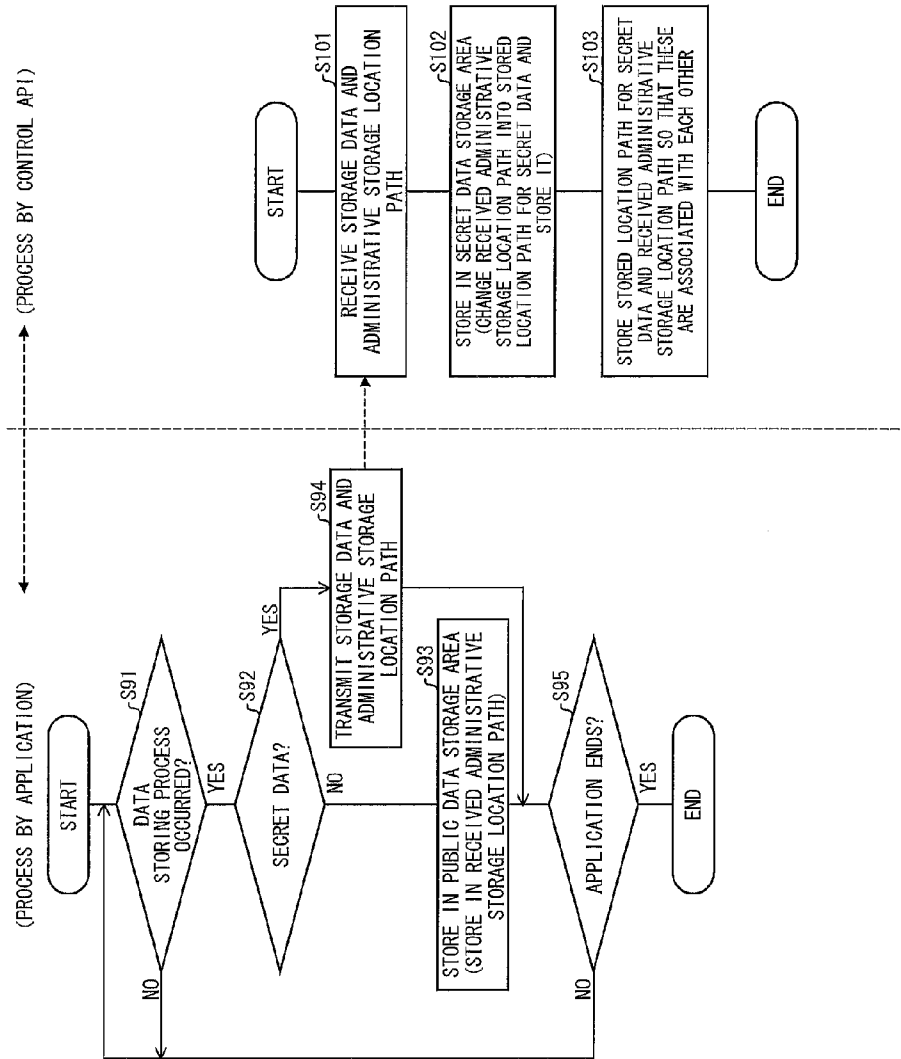 (PROCESS BY APPLICATION)
START
S91
DATA
STORING PROCESS
OCCURRED?
NO
YES
S92
SECRET DATA?
YES
NO
S94
TRANSMIT STORAGE DATA AND
ADMINISTRATIVE STORAGE
LOCATION PATH
S93
STORE IN PUBLIC DATA STORAGE AREA
(STORE IN RECEIVED ADMINISTRATIVE
STORAGE LOCATION PATH)
S95
APPLICATION ENDS?
NO
YES
END
(PROCESS BY CONTROL API)
START
S101
RECEIVE STORAGE DATA AND
ADMINISTRATIVE STORAGE LOCATION
PATH
S102
STORE IN SECRET DATA STORAGE AREA
(CHANGE RECEIVED ADMINISTRATIVE
STORAGE LOCATION PATH INTO STORED
LOCATION PATH FOR SECRET DATA AND
STORE IT)
S103
STORE STORED LOCATION PATH FOR SECRET
DATA AND RECEIVED ADMINISTRATIVE
STORAGE LOCATION PATH SO THAT THESE
ARE ASSOCIATED WITH EACH OTHER
END